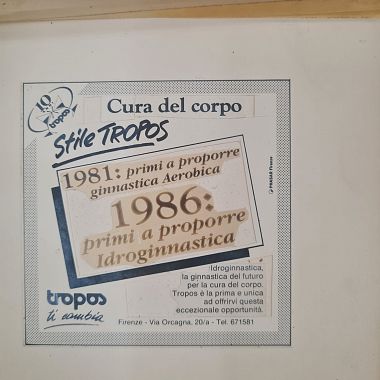 10
tropos
Cura del corpo
Stile TROPOS
1981: primi a proporre
ginnastica Aerobica
1986:
primi a proporre
Idroginnastica
Idroginnastica,
la ginnastica del futuro
per la cura del corpo.
Tropos è la prima e unica
ad offrirvi questa
eccezionale opportunità.
tropos
ti cambia
Firenze - Via Orcagna, 20/a - Tel. 671581